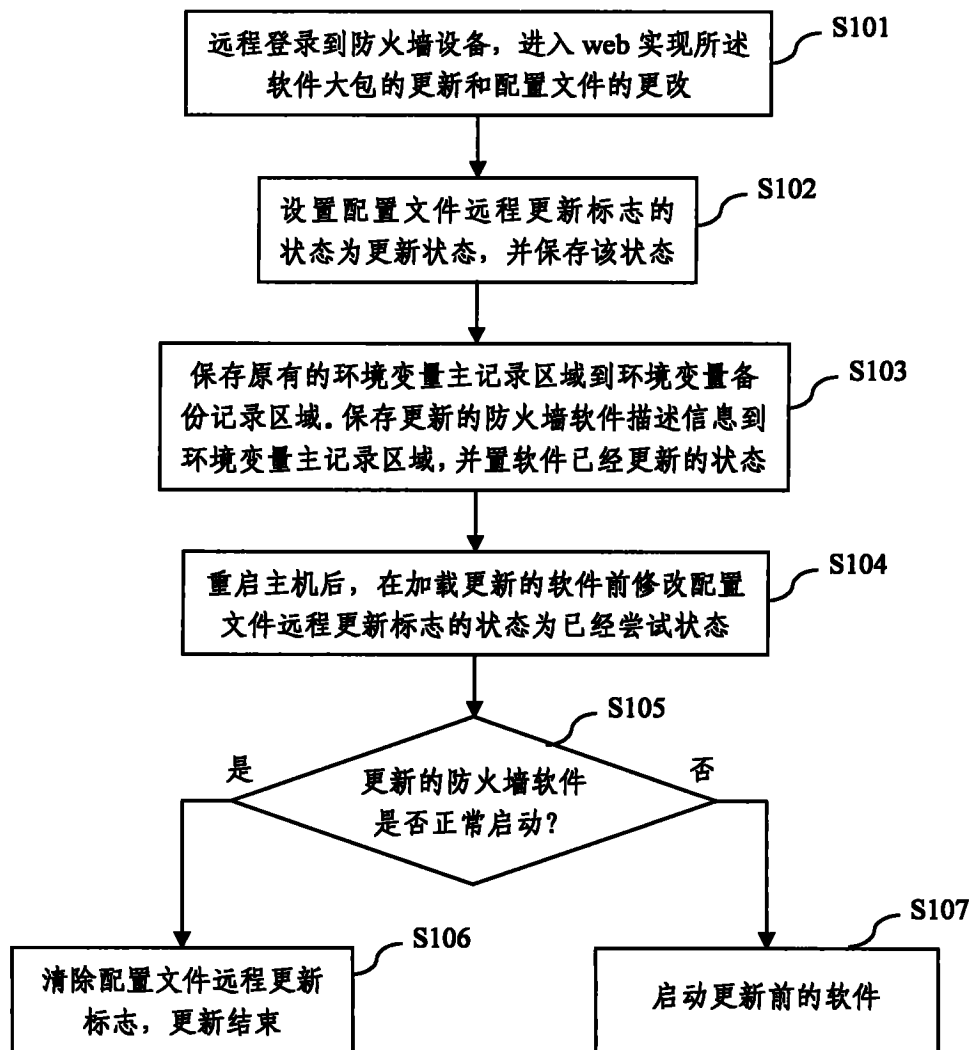 远程登录到防火墙设备，进入 web 实现所述
软件大包的更新和配置文件的更改
S101
设置配置文件远程更新标志的
状态为更新状态，并保存该状态
S102
保存原有的环境变量主记录区域到环境变量备
份记录区域。保存更新的防火墙软件描述信息到
环境变量主记录区域，并置软件已经更新的状态
S103
重启主机后，在加载更新的软件前修改配置
文件远程更新标志的状态为已经尝试状态
S104
S105
是
更新的防火墙软件
是否正常启动？
否
S106
清除配置文件远程更新
标志，更新结束
S107
启动更新前的软件